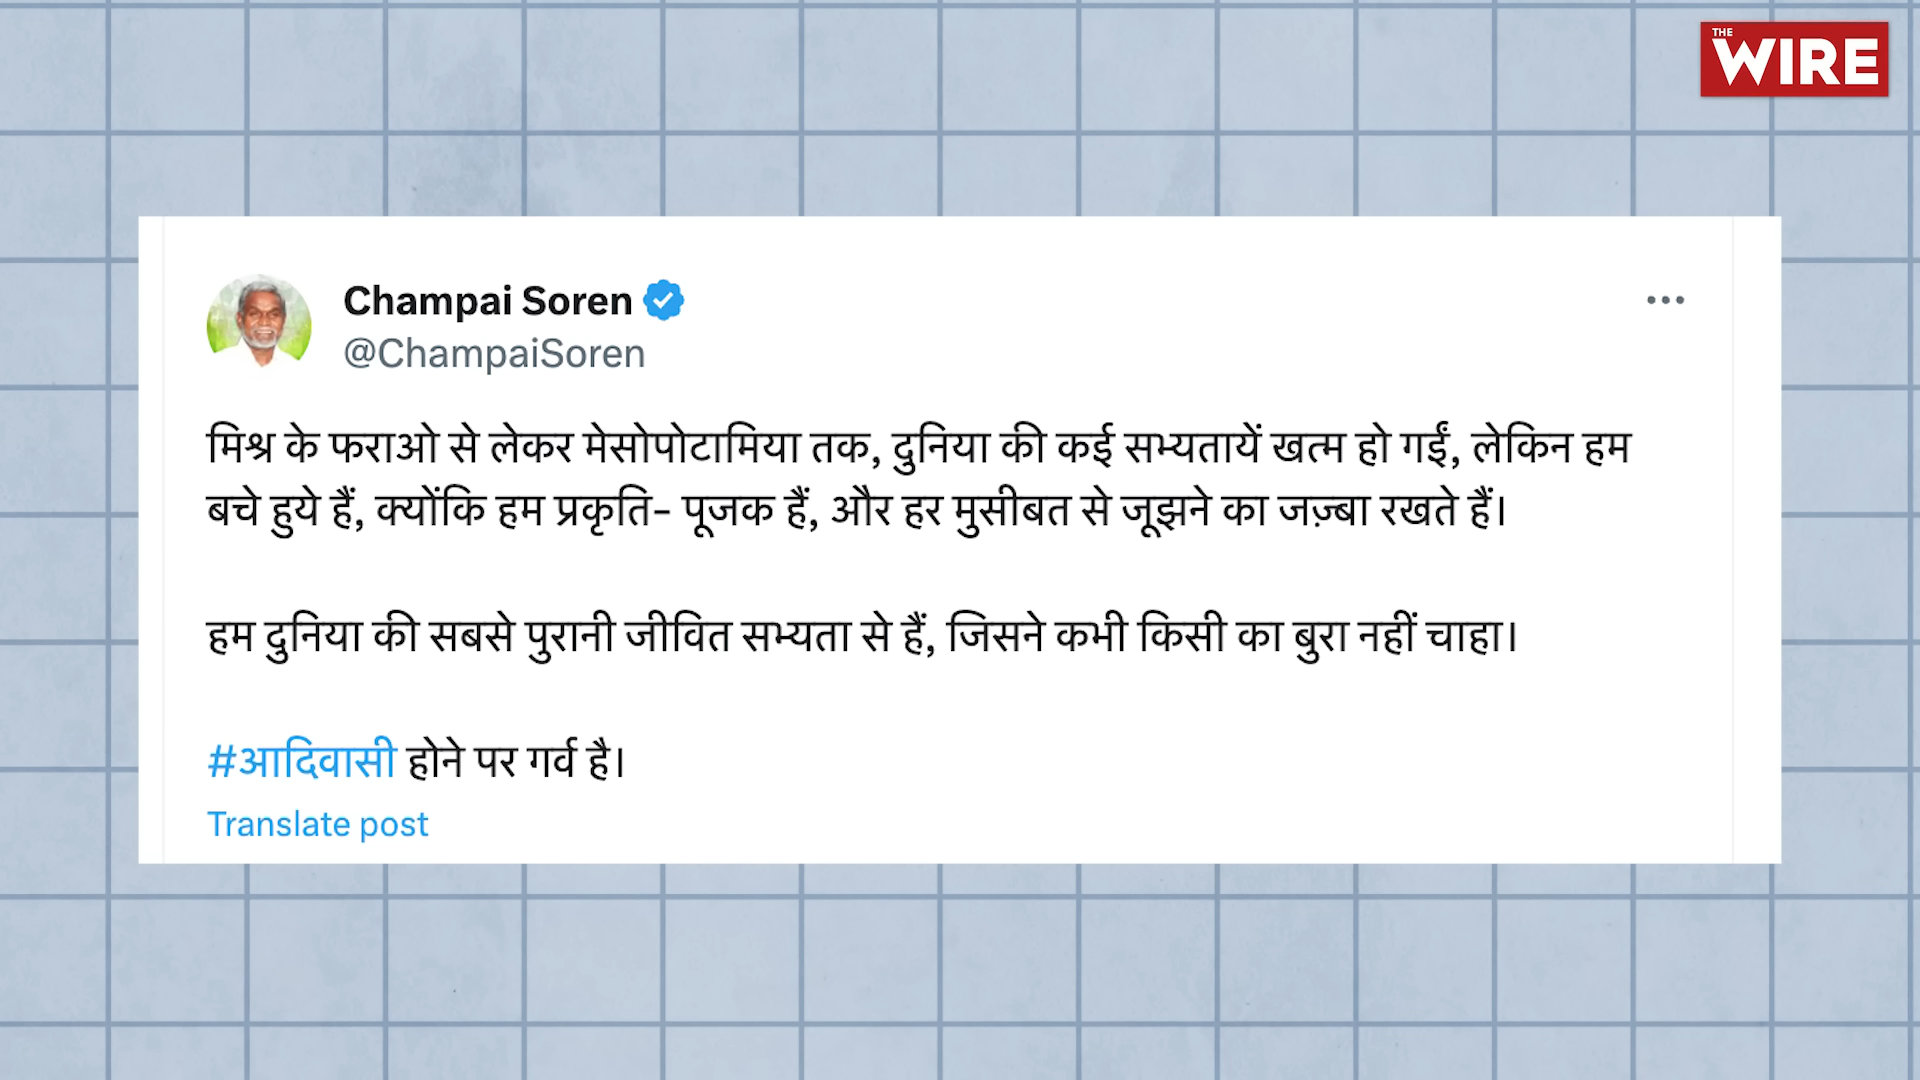 THE
WIRE
Champai Soren
@ChampaiSoren
मिश्र के फराओ से लेकर मेसोपोटामिया तक, दुनिया की कई सभ्यतायें खत्म हो गईं, लेकिन हम
बचे हुये हैं, क्योंकि हम प्रकृति- पूजक हैं, और हर मुसीबत से जूझने का जज़्बा रखते हैं।
हम दुनिया की सबसे पुरानी जीवित सभ्यता से हैं, जिसने कभी किसी का बुरा नहीं चाहा।
#आदिवासी होने पर गर्व है।
Translate post